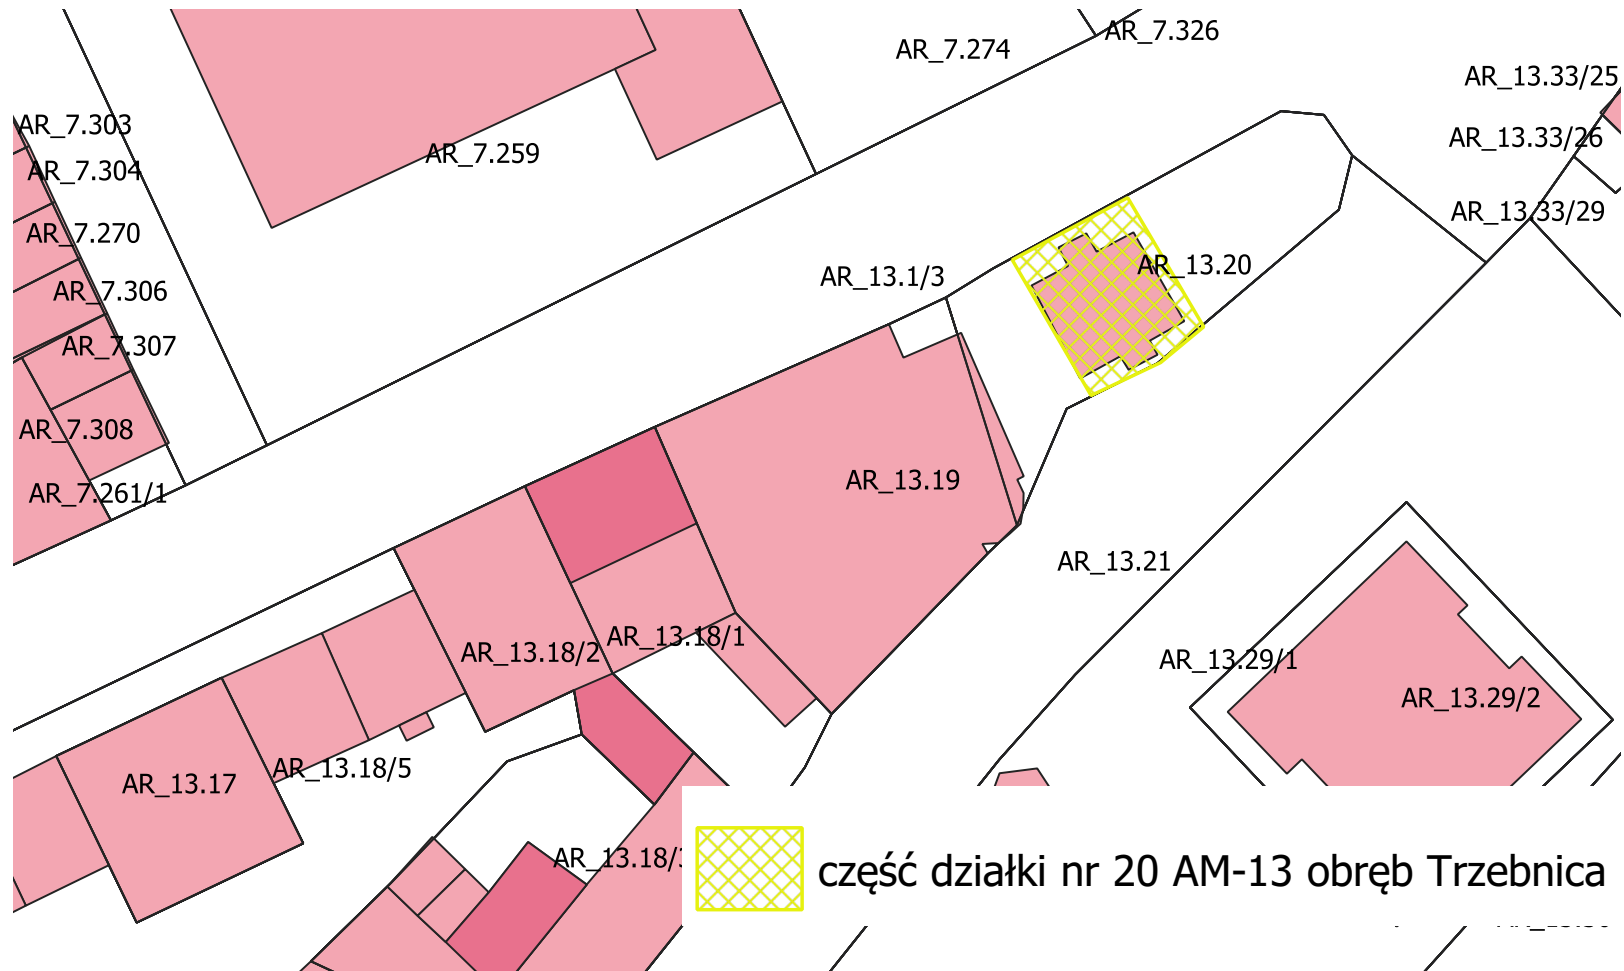 AR_7.326
AR_7.274
AR_13.33/25
AR_7.303
AR_13.33/26
AR_7.259
AR_7.304
AR_13.33/29
AR_7.270
AR_13.20
AR_13.1/3
AR_7.306
AR_7.307
AR_7.308
AR_13.19
AR_7.261/1
AR_13.21
AR_13.18/1
AR_13.18/2
AR_13.29/1
AR_13.29/2
AR_13.18/5
AR_13.17
AR_13.18/3
część działki nr 20 AM-13 obręb Trzebnica